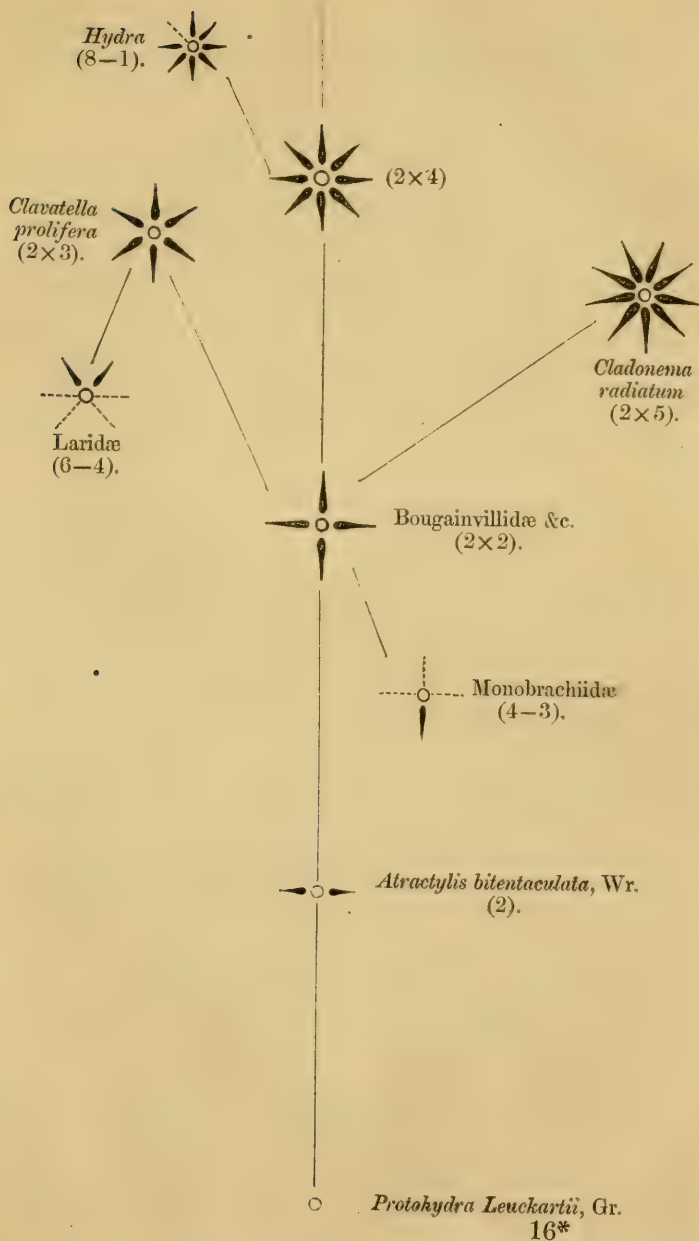 Hydra
(8—1).
(2×4)
Clavatella
prolifera
(2×3).
Cladonema
radiatum
(2×5).
Laridæ
(6—4).
Bougainvillidæ &c.
(2×2).
Monobrachiidæ
(4—3).
Atractylis bitentaculata, Wr.
(2).
Protohydra Leuckartii, Gr.
16*